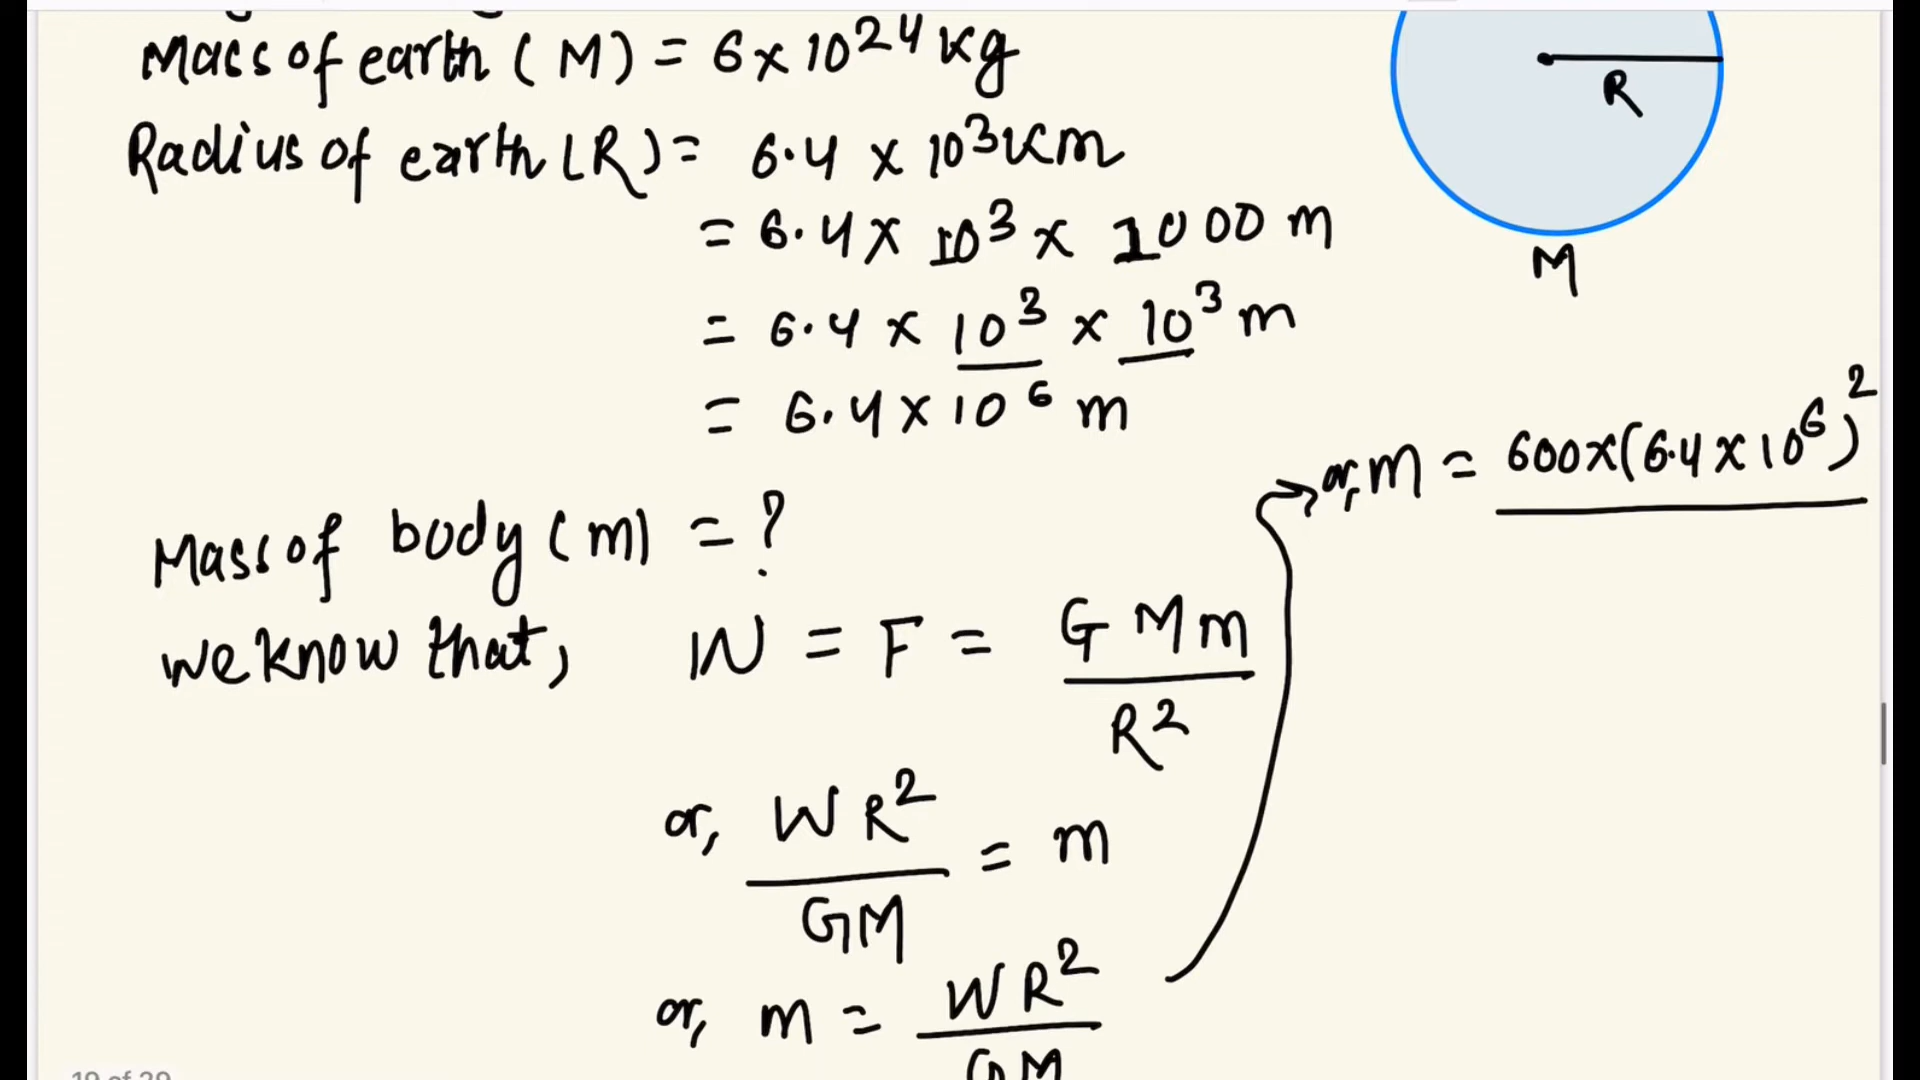 Mass of earth (M) = 6 x 10^24 kg
Radius of earth (R) = 6.4 x 10^3 Km
= 6.4 x 10^3 x 1000 m
= 6.4 x 10^3 x 10^3 m
= 6.4 x 10^6 m
Mass of body (m) = ?
we know that, W = F = GMm / R^2
or, WR^2 / GM = m
or, m = WR^2 / GM
R
M
or, m = 600 x (6.4 x 10^6)^2